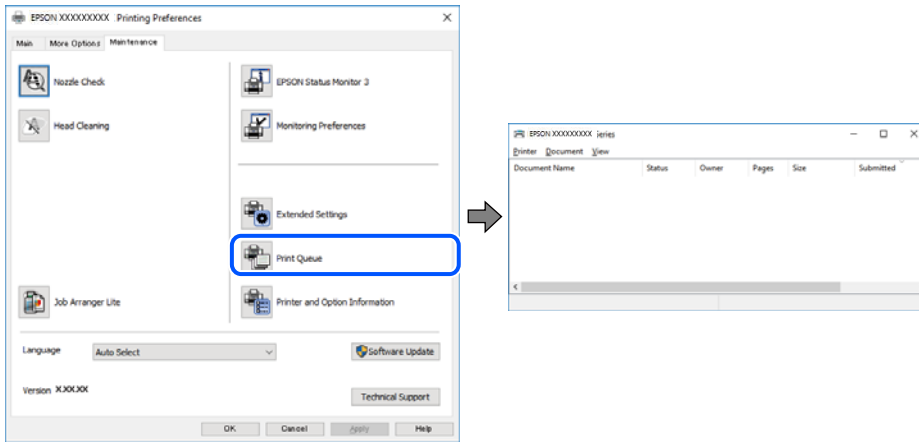 EPSON XXXXXXXXX Printing Preferences
Main More Options Maintenance
Nozzle Check
EPSON Status Monitor 3
Head Cleaning
Monitoring Preferences
Extended Settings
Print Queue
Job Arranger Lite
Printer and Option Information
Language Auto Select
Software Update
Version X.XX.XX
Technical Support
OK Cancel Apply Help
EPSON XXXXXXXXX ieries
Printer Document View
Document Name Status Owner Pages Size Submitted